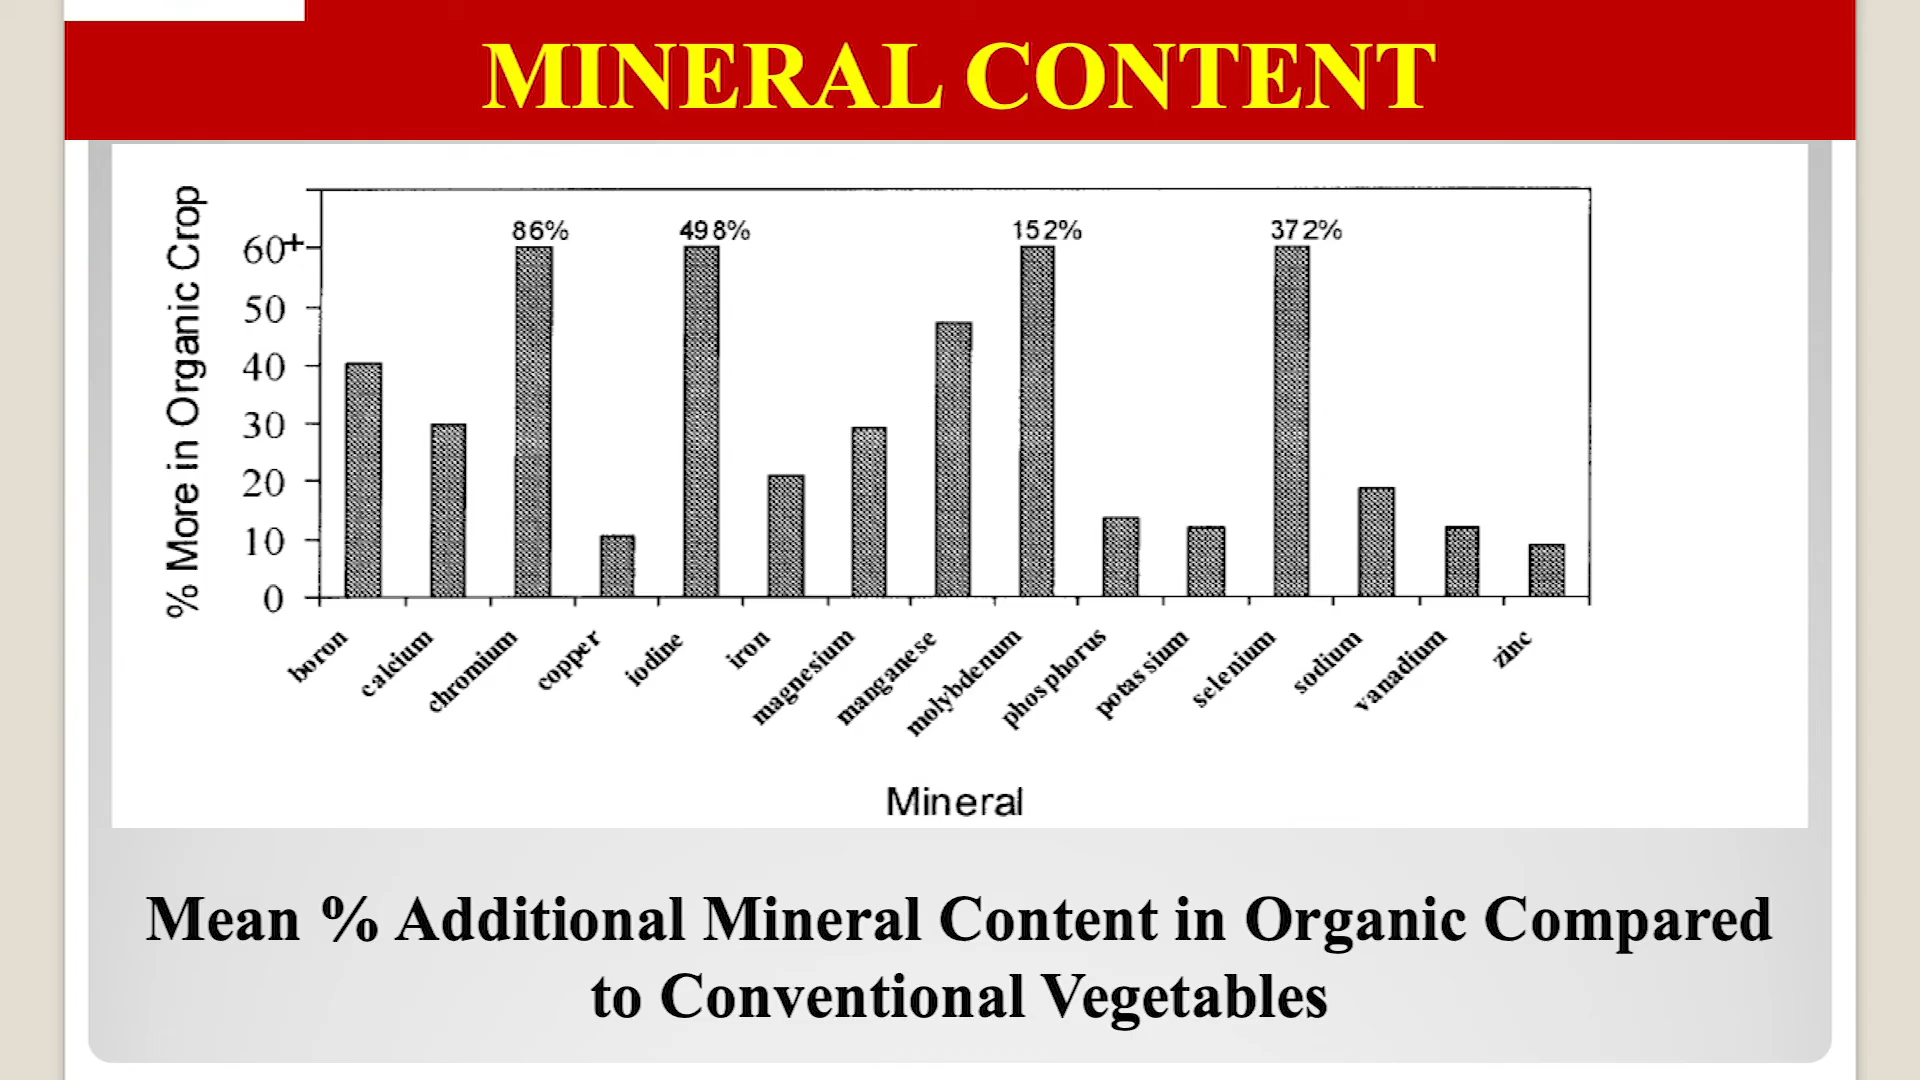 MINERAL CONTENT
% More in Organic Crop
60+
50
40
30
20
10
0
86%
498%
152%
372%
boron
calcium
chromium
copper
iodine
iron
magnesium
manganese
molybdenum
phosphorus
potassium
selenium
sodium
vanadium
zinc
Mineral
Mean % Additional Mineral Content in Organic Compared
to Conventional Vegetables